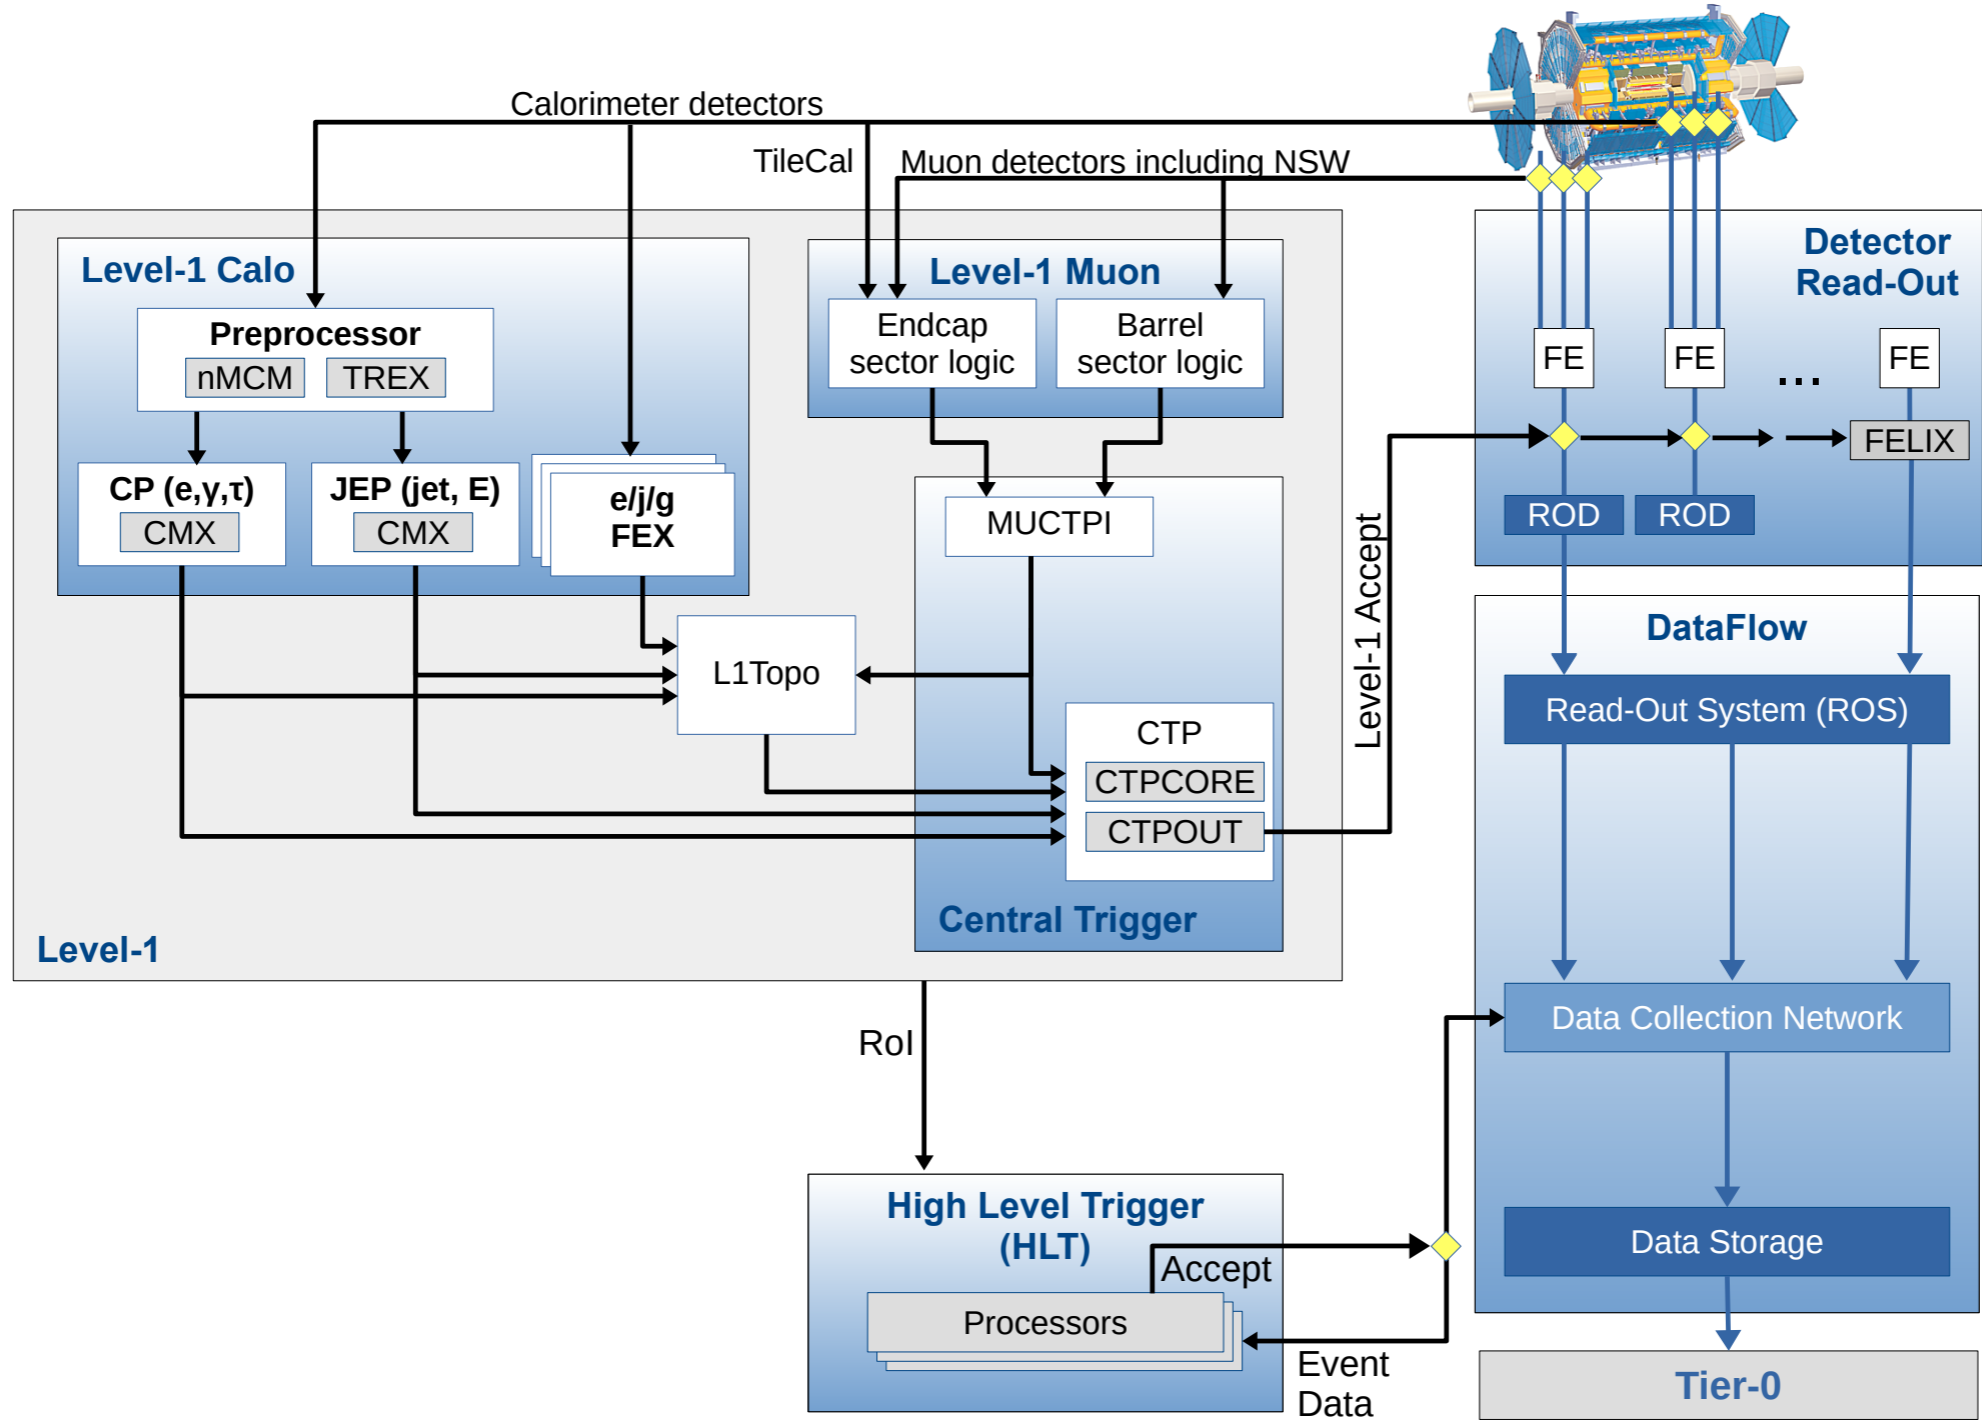 Calorimeter detectors
TileCal
Muon detectors including NSW
Level-1 Calo
Preprocessor
nMCM
TREX
CP (e,γ,τ)
CMX
JEP (jet, E)
CMX
e/j/g
FEX
Level-1 Muon
Endcap
sector logic
Barrel
sector logic
MUCTPI
L1Topo
CTP
CTPCORE
CTPOUT
Central Trigger
Level-1
Level-1 Accept
Detector
Read-Out
FE
FE
...
FE
FELIX
ROD
ROD
DataFlow
Read-Out System (ROS)
Data Collection Network
Data Storage
Tier-0
RoI
High Level Trigger
(HLT)
Accept
Processors
Event
Data